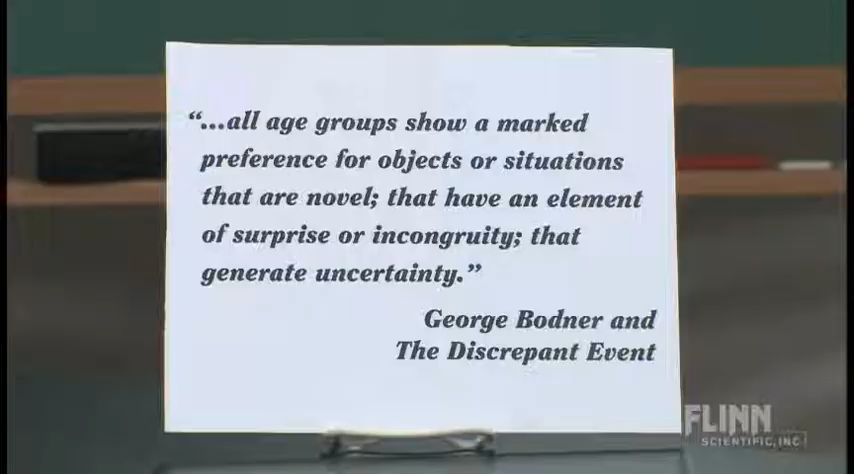 “...all age groups show a marked
preference for objects or situations
that are novel; that have an element
of surprise or incongruity; that
generate uncertainty.”
George Bodner and
The Discrepant Event
FLINN
SCIENTIFIC, INC